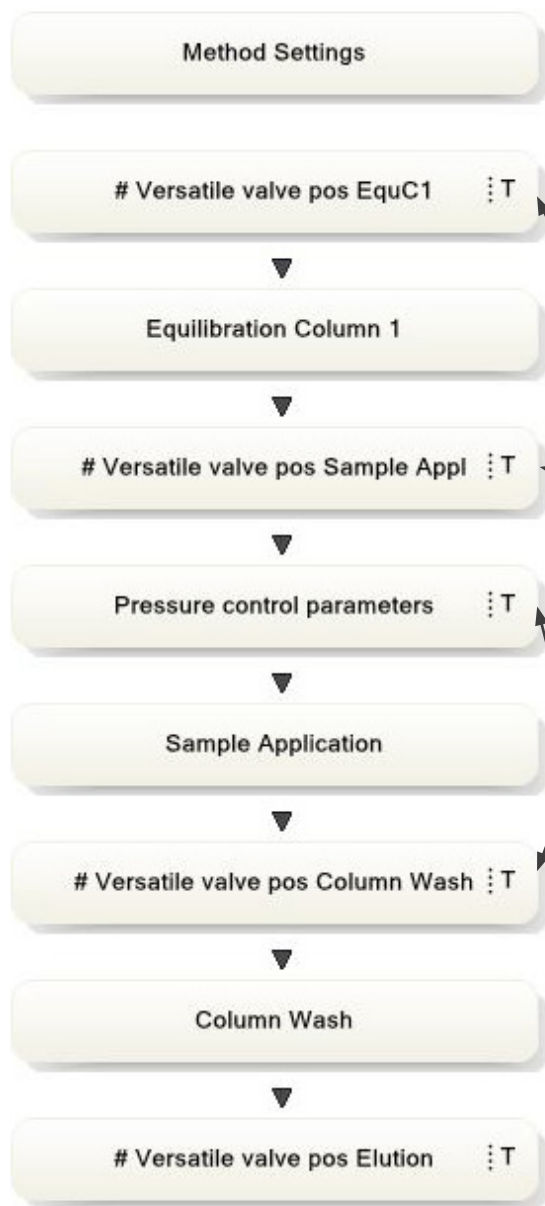 Method Settings
# Versatile valve pos EquC1 T
Equilibration Column 1
# Versatile valve pos Sample Appl T
Pressure control parameters T
Sample Application
# Versatile valve pos Column Wash T
Column Wash
# Versatile valve pos Elution T